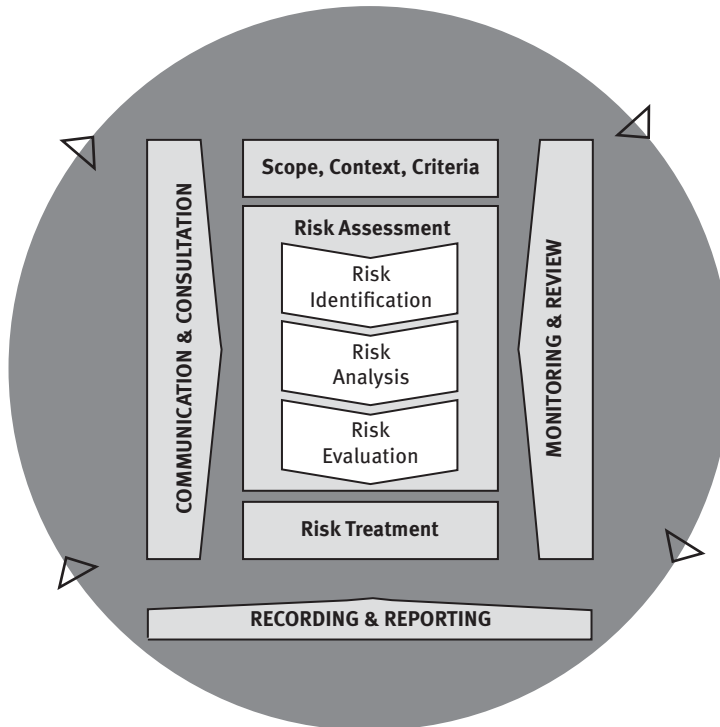 Scope, Context, Criteria
Risk Assessment
Risk
Identification
Risk
Analysis
Risk
Evaluation
Risk Treatment
COMMUNICATION & CONSULTATION
MONITORING & REVIEW
RECORDING & REPORTING